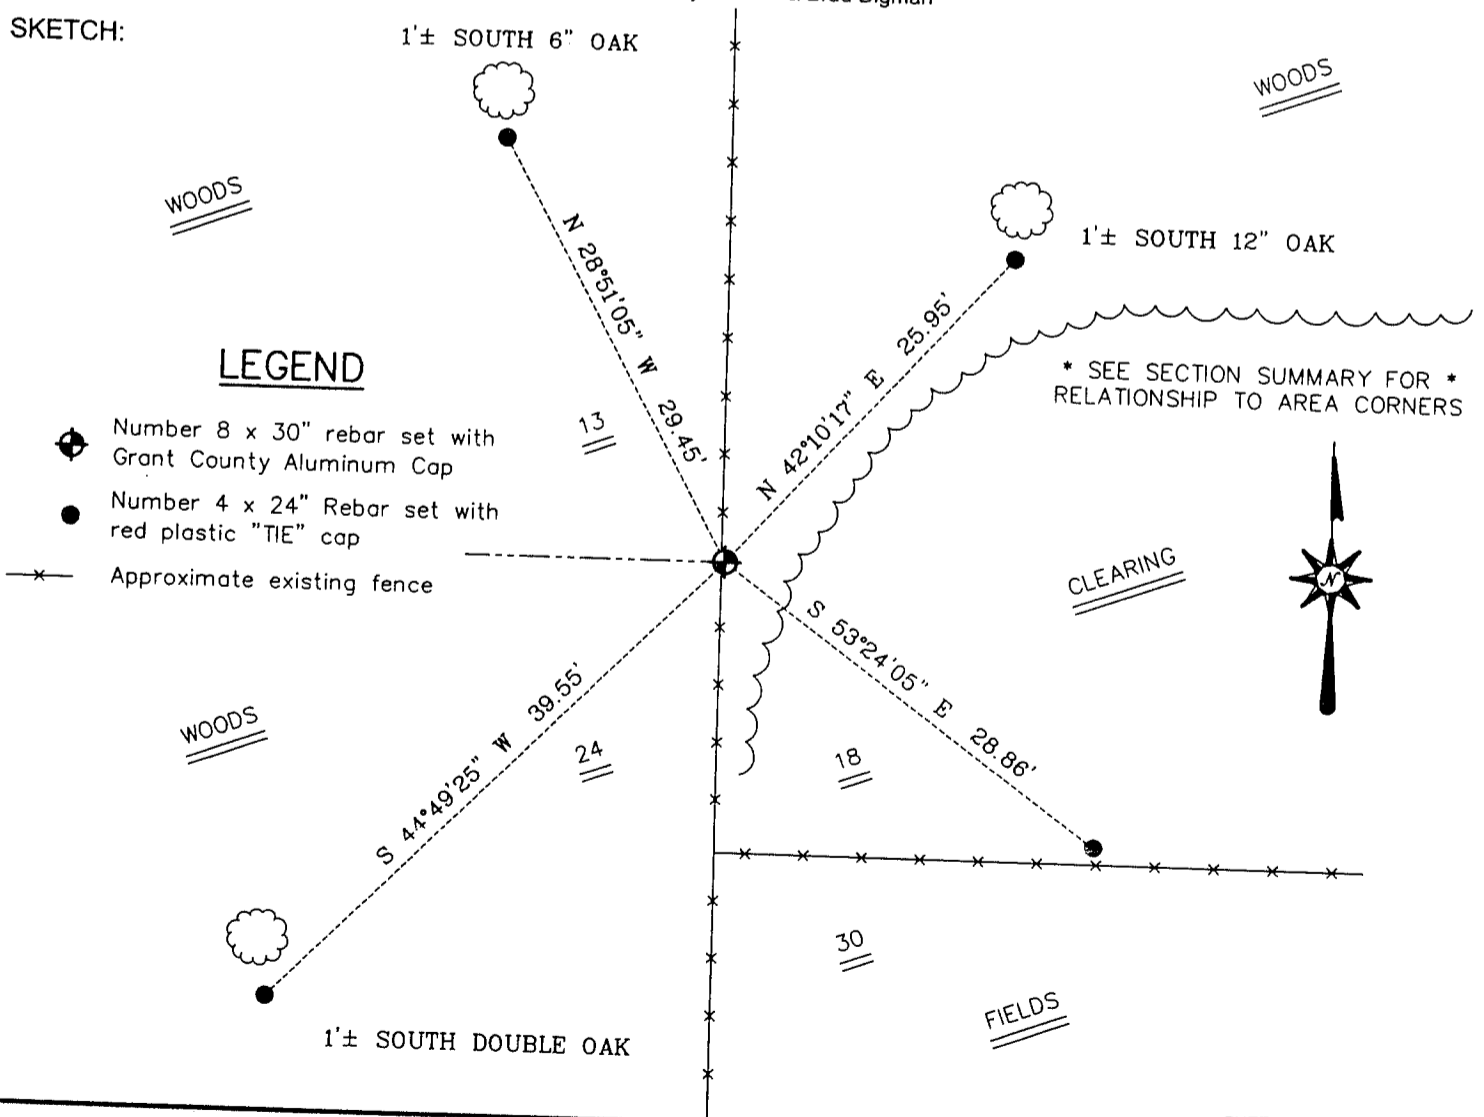 SKETCH:
1'± SOUTH 6" OAK
WOODS
WOODS
1'± SOUTH 12" OAK
N 28°51'05" W 29.45'
N 42°10'17" E 25.95'
* SEE SECTION SUMMARY FOR *
RELATIONSHIP TO AREA CORNERS
LEGEND
Number 8 x 30" rebar set with
Grant County Aluminum Cap
Number 4 x 24" Rebar set with
red plastic "TIE" cap
Approximate existing fence
13
CLEARING
N
S 53°24'05" E 28.86'
S 44°49'25" W 39.55'
WOODS
24
18
30
FIELDS
1'± SOUTH DOUBLE OAK